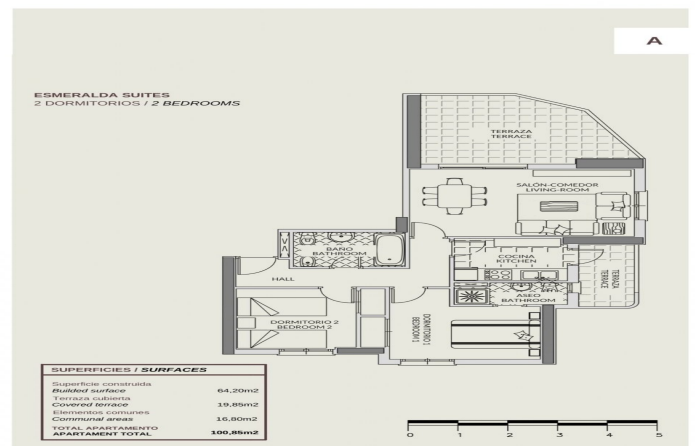 A
ESMERALDA SUITES
2 DORMITORIOS / 2 BEDROOMS
TERRAZA
TERRACE
SALÓN-COMEDOR
LIVING-ROOM
BAÑO
BATHROOM
COCINA
KITCHEN
TERRAZA
TERRACE
HALL
ASEO
BATHROOM
DORMITORIO 2
BEDROOM 2
DORMITORIO 1
BEDROOM 1
SUPERFICIES / SURFACES
Superficie construida
Builded surface 64,20m2
Terraza cubierta
Covered terrace 19,85m2
Elementos comunes
Communal areas 16,80m2
TOTAL APARTAMENTO
APARTAMENT TOTAL 100,85m2
0 1 2 3 4 5